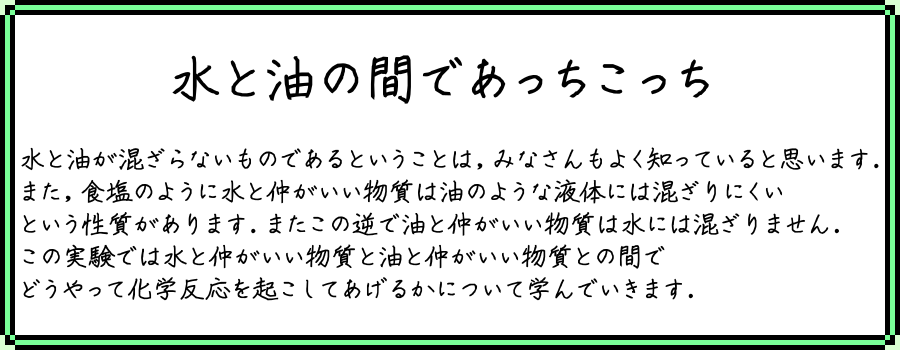 水と油の間であっちこっち
水と油が混ざらないものであるということは，みなさんもよく知っていると思います．
また，食塩のように水と仲がいい物質は油のような液体には混ざりにくい
という性質があります．またこの逆で油と仲がいい物質は水には混ざりません．
この実験では水と仲がいい物質と油と仲がいい物質との間で
どうやって化学反応を起こしてあげるかについて学んでいきます．